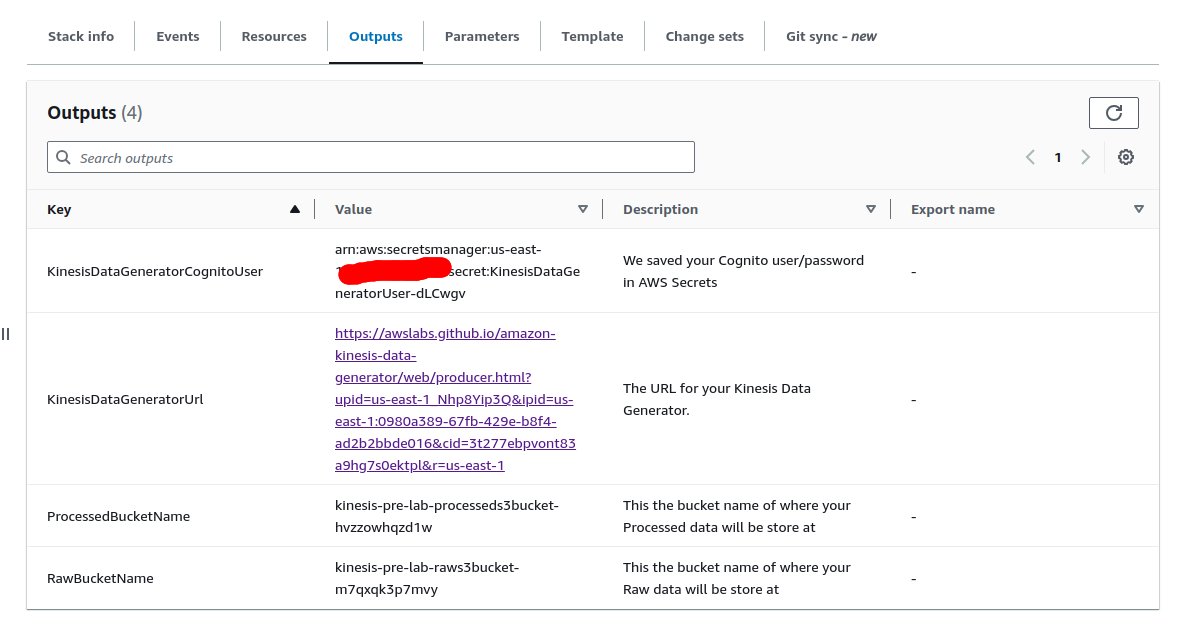 Stack info Events Resources Outputs Parameters Template Change sets Git sync - new
Outputs (4)
Search outputs
1
Key Value Description Export name
KinesisDataGeneratorCognitoUser
arn:aws:secretsmanager:us-east-
secret:KinesisDataGe
neratorUser-dLCwgv
We saved your Cognito user/password
in AWS Secrets
-
KinesisDataGeneratorUrl
https://awslabs.github.io/amazon-
kinesis-data-
generator/web/producer.html?
upid=us-east-1_Nhp8Yip3Q&ipid=us-
east-1:0980a389-67fb-429e-b8f4-
ad2b2bbde016&cid=3t277ebpvont83
a9hg7s0ektpl&r=us-east-1
The URL for your Kinesis Data
Generator.
-
ProcessedBucketName
kinesis-pre-lab-processeds3bucket-
hvzzowhqzd1w
This the bucket name of where your
Processed data will be store at
-
RawBucketName
kinesis-pre-lab-raws3bucket-
m7qxqk3p7mvy
This the bucket name of where your
Raw data will be store at
-